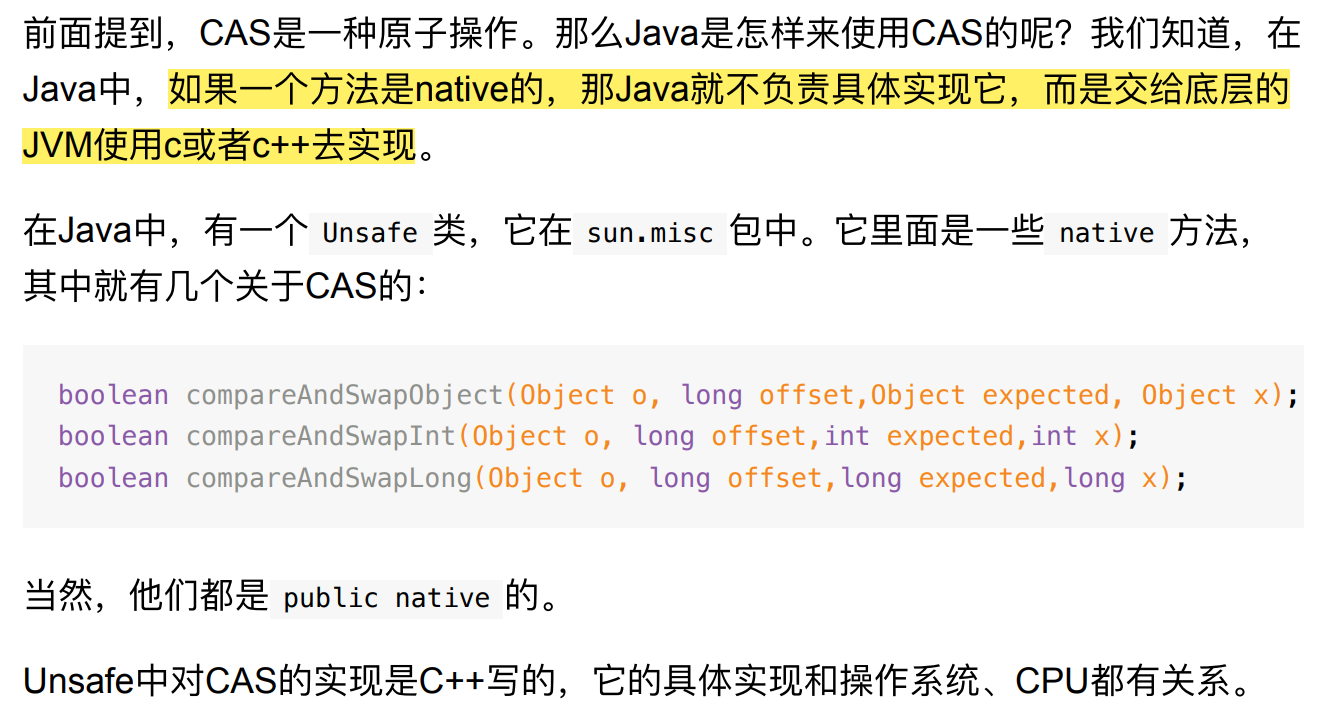 前面提到，CAS是一种原子操作。那么Java是怎样来使用CAS的呢？我们知道，在
Java中，如果一个方法是native的，那Java就不负责具体实现它，而是交给底层的
JVM使用c或者c++去实现。
在Java中，有一个 Unsafe 类，它在 sun.misc 包中。它里面是一些 native 方法，
其中就有几个关于CAS的：
boolean compareAndSwapObject(Object o, long offset,Object expected, Object x);
boolean compareAndSwapInt(Object o, long offset,int expected,int x);
boolean compareAndSwapLong(Object o, long offset,long expected,long x);
当然，他们都是 public native 的。
Unsafe中对CAS的实现是C++写的，它的具体实现和操作系统、CPU都有关系。